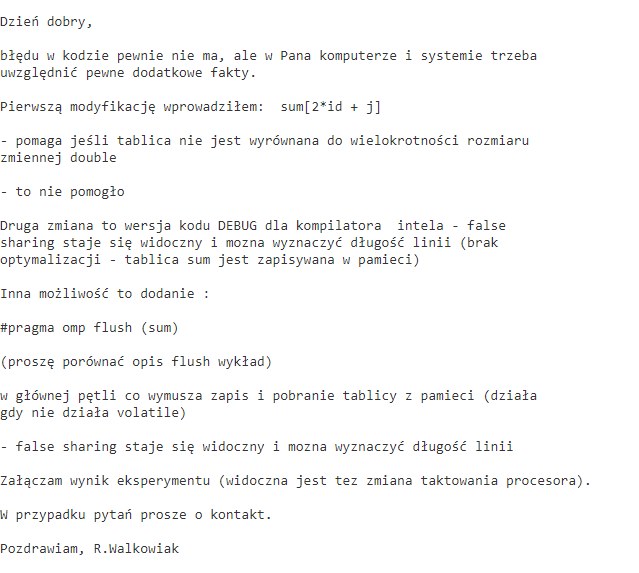 Dzień dobry,
błędu w kodzie pewnie nie ma, ale w Pana komputerze i systemie trzeba
uwzględnić pewne dodatkowe fakty.
Pierwszą modyfikację wprowadziłem:  sum[2*id + j]
- pomaga jeśli tablica nie jest wyrównana do wielokrotności rozmiaru
zmiennej double
- to nie pomogło
Druga zmiana to wersja kodu DEBUG dla kompilatora  intela - false
sharing staje się widoczny i mozna wyznaczyć długość linii (brak
optymalizacji - tablica sum jest zapisywana w pamieci)
Inna możliwość to dodanie :
#pragma omp flush (sum)
(proszę porównać opis flush wykład)
w głównej pętli co wymusza zapis i pobranie tablicy z pamieci (działa
gdy nie działa volatile)
- false sharing staje się widoczny i mozna wyznaczyć długość linii
Załączam wynik eksperymentu (widoczna jest tez zmiana taktowania procesora).
W przypadku pytań prosze o kontakt.
Pozdrawiam, R.Walkowiak